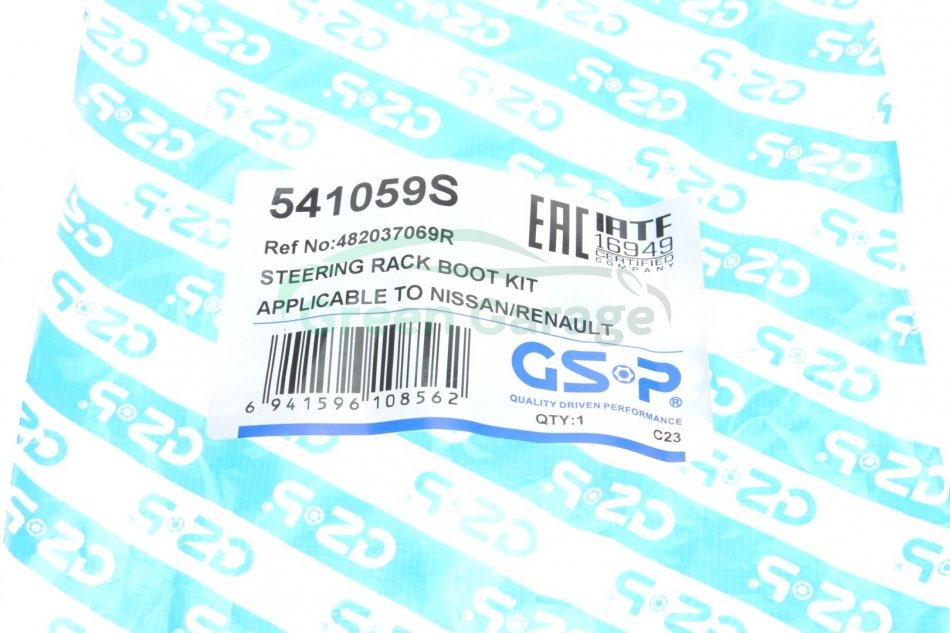 541059S
EAC IATF
16949
CERTIFIED
COMPANY
Ref No:482037069R
STEERING RACK BOOT KIT
APPLICABLE TO NISSAN/RENAULT
Green Garage
6 941596 108562
GS·P®
QUALITY DRIVEN PERFORMANCE
QTY:1
C23